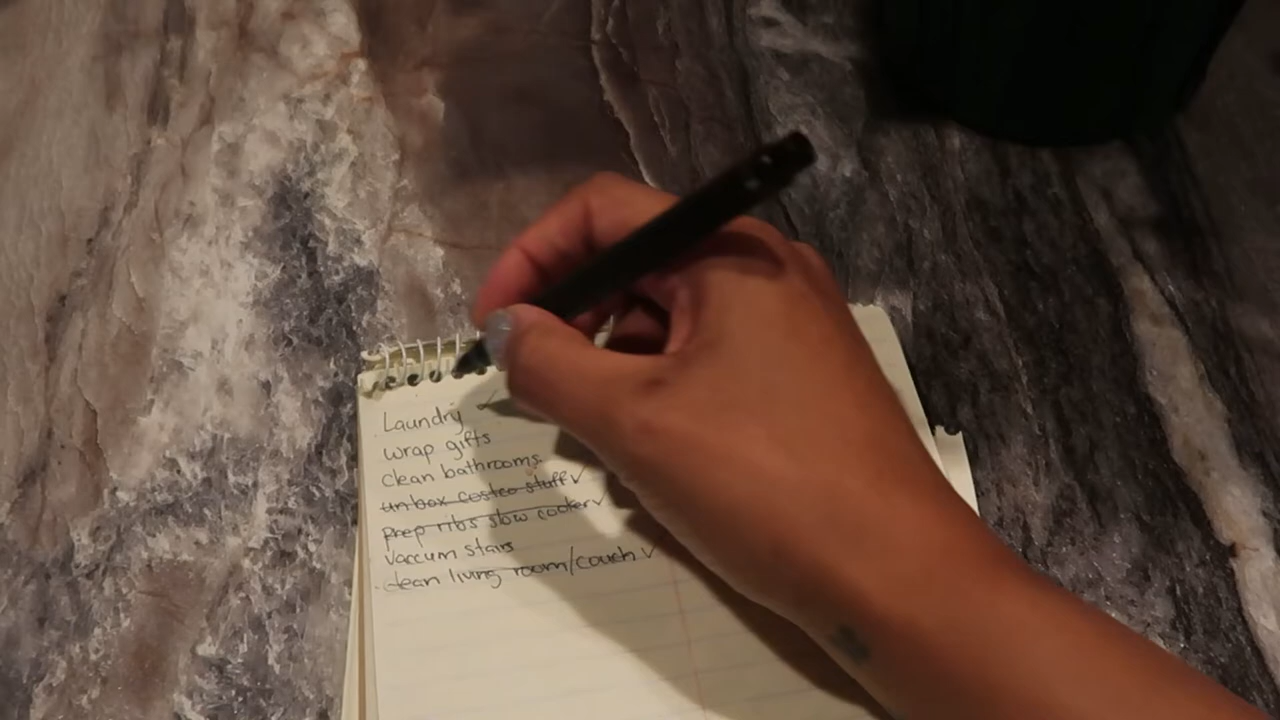 Laundry ✓
wrap gifts
clean bathrooms
unbox costco stuff ✓
prep ribs slow cooker ✓
vaccum stairs
clean living room/couch ✓